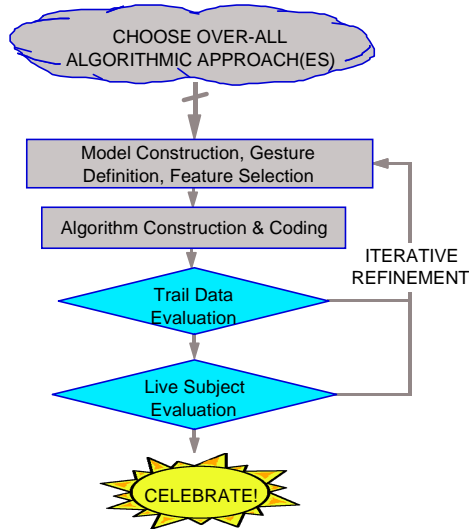 CHOOSE OVER-ALL
ALGORITHMIC APPROACH(ES)
Model Construction, Gesture
Definition, Feature Selection
Algorithm Construction & Coding
ITERATIVE
REFINEMENT
Trail Data
Evaluation
Live Subject
Evaluation
CELEBRATE!